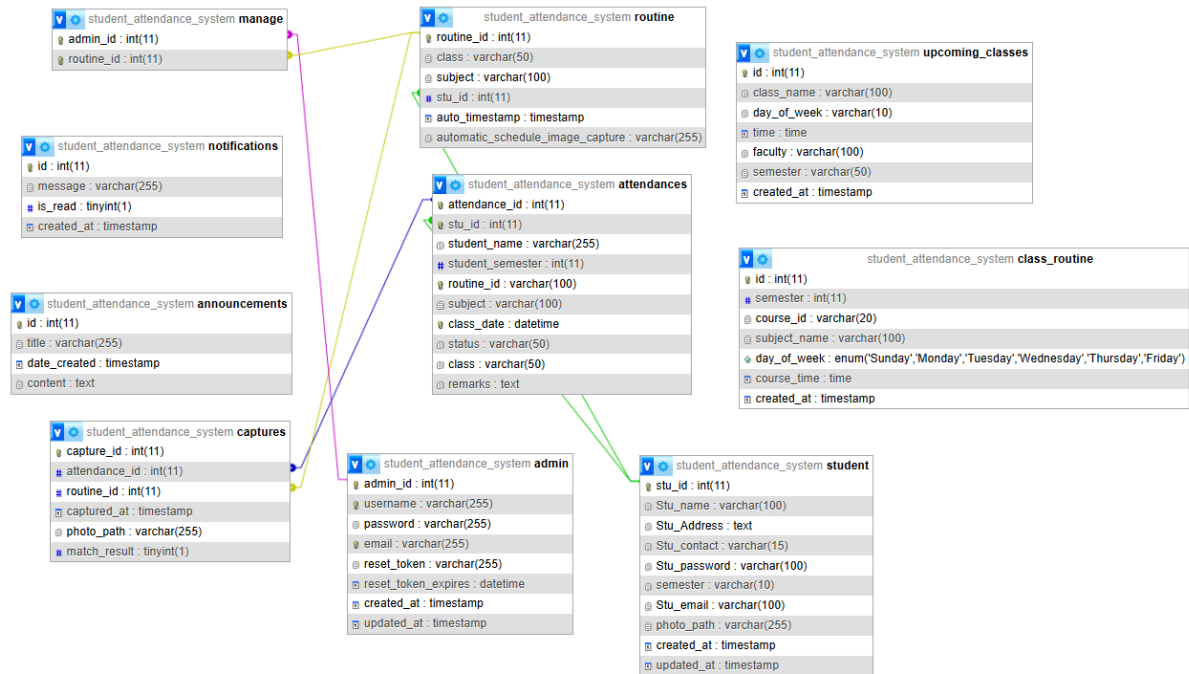 student_attendance_system manage
admin_id : int(11)
routine_id : int(11)
student_attendance_system routine
routine_id : int(11)
class : varchar(50)
subject : varchar(100)
stu_id : int(11)
auto_timestamp : timestamp
automatic_schedule_image_capture : varchar(255)
student_attendance_system upcoming_classes
id : int(11)
class_name : varchar(100)
day_of_week : varchar(10)
time : time
faculty : varchar(100)
semester : varchar(50)
created_at : timestamp
student_attendance_system notifications
id : int(11)
message : varchar(255)
is_read : tinyint(1)
created_at : timestamp
student_attendance_system attendances
attendance_id : int(11)
stu_id : int(11)
student_name : varchar(255)
student_semester : int(11)
routine_id : varchar(100)
subject : varchar(100)
class_date : datetime
status : varchar(50)
class : varchar(50)
remarks : text
student_attendance_system class_routine
id : int(11)
semester : int(11)
course_id : varchar(20)
subject_name : varchar(100)
day_of_week : enum('Sunday','Monday','Tuesday','Wednesday','Thursday','Friday')
course_time : time
created_at : timestamp
student_attendance_system announcements
id : int(11)
title : varchar(255)
date_created : timestamp
content : text
student_attendance_system captures
capture_id : int(11)
attendance_id : int(11)
routine_id : int(11)
captured_at : timestamp
photo_path : varchar(255)
match_result : tinyint(1)
student_attendance_system admin
admin_id : int(11)
username : varchar(255)
password : varchar(255)
email : varchar(255)
reset_token : varchar(255)
reset_token_expires : datetime
created_at : timestamp
updated_at : timestamp
student_attendance_system student
stu_id : int(11)
Stu_name : varchar(100)
Stu_Address : text
Stu_contact : varchar(15)
Stu_password : varchar(100)
semester : varchar(10)
Stu_email : varchar(100)
photo_path : varchar(255)
created_at : timestamp
updated_at : timestamp